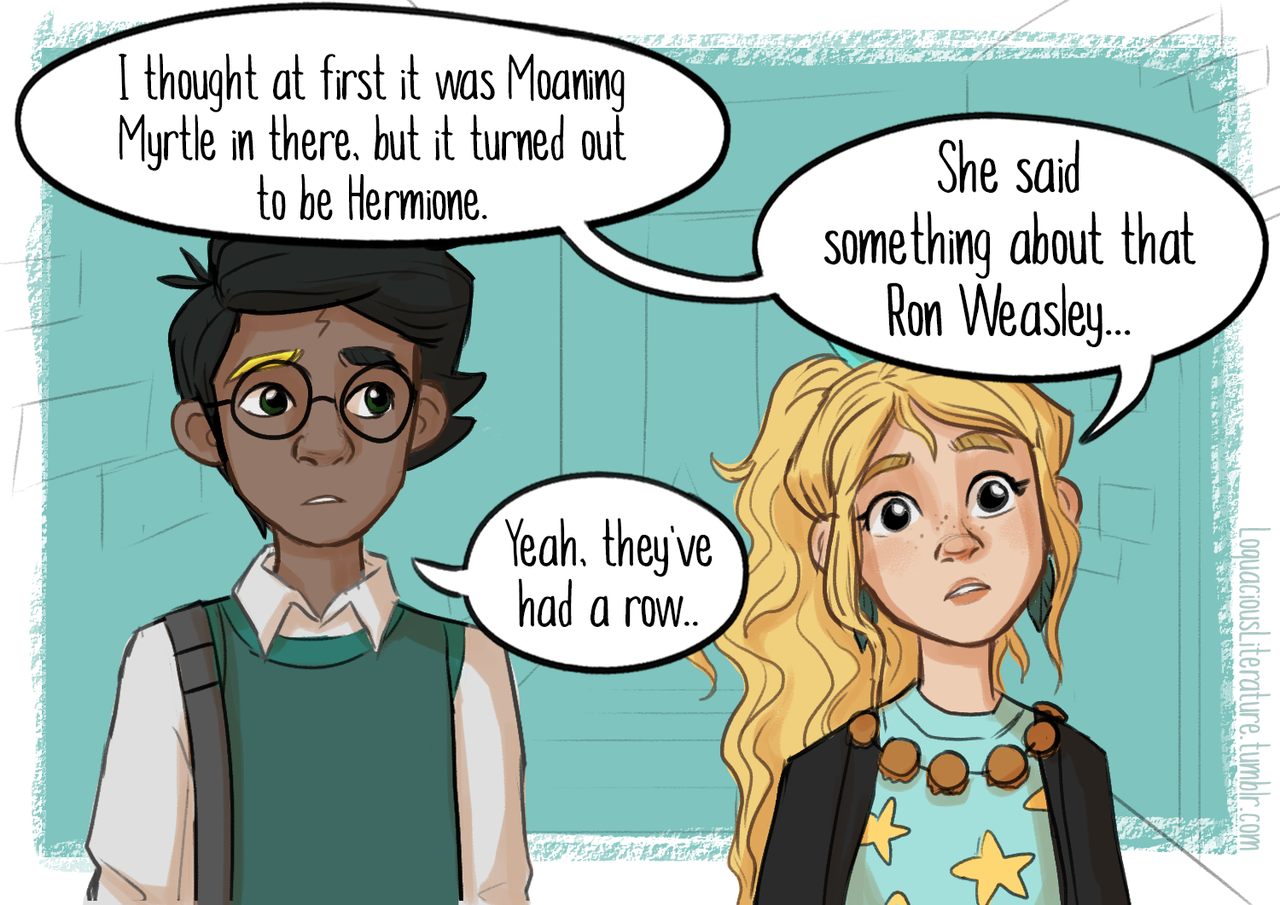 I thought at first it was Moaning
Myrtle in there, but it turned out
to be Hermione.
She said
something about that
Ron Weasley...
Yeah, they've
had a row..
LoquaciousLiterature.tumblr.com